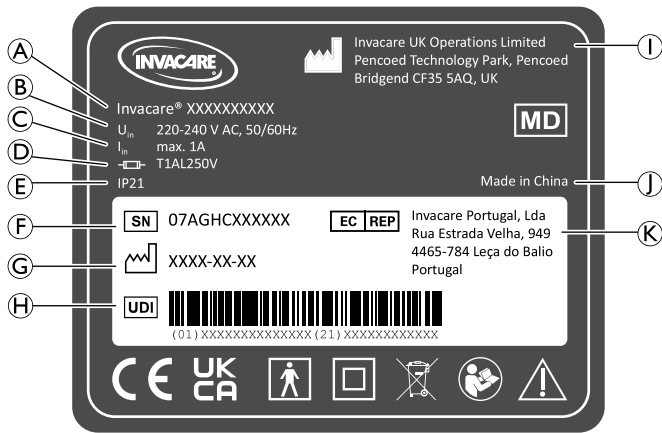 INVACARE
Invacare UK Operations Limited
Pencoed Technology Park, Pencoed
Bridgend CF35 5AQ, UK
A
I
Invacare® XXXXXXXXXX
B
Uin 220-240 V AC, 50/60Hz
MD
C
Iin max. 1A
D
T1AL250V
E
IP21
Made in China
J
F
SN 07AGHCXXXXXX
EC REP
Invacare Portugal, Lda
Rua Estrada Velha, 949
4465-784 Leça do Balio
Portugal
K
G
XXXX-XX-XX
H
UDI
(01)XXXXXXXXXXXXXX(21)XXXXXXXXXXXX
CE
UK
CA